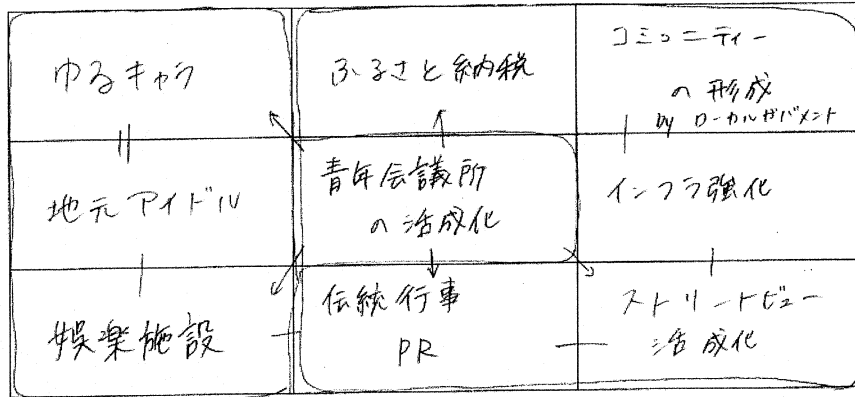 ゆるキャラ
ふるさと納税
コミュニティー
の形成
by ローカルガバメント
地元アイドル
青年会議所
の活成化
インフラ強化
娯楽施設
伝統行事
PR
ストリートビュー
活成化